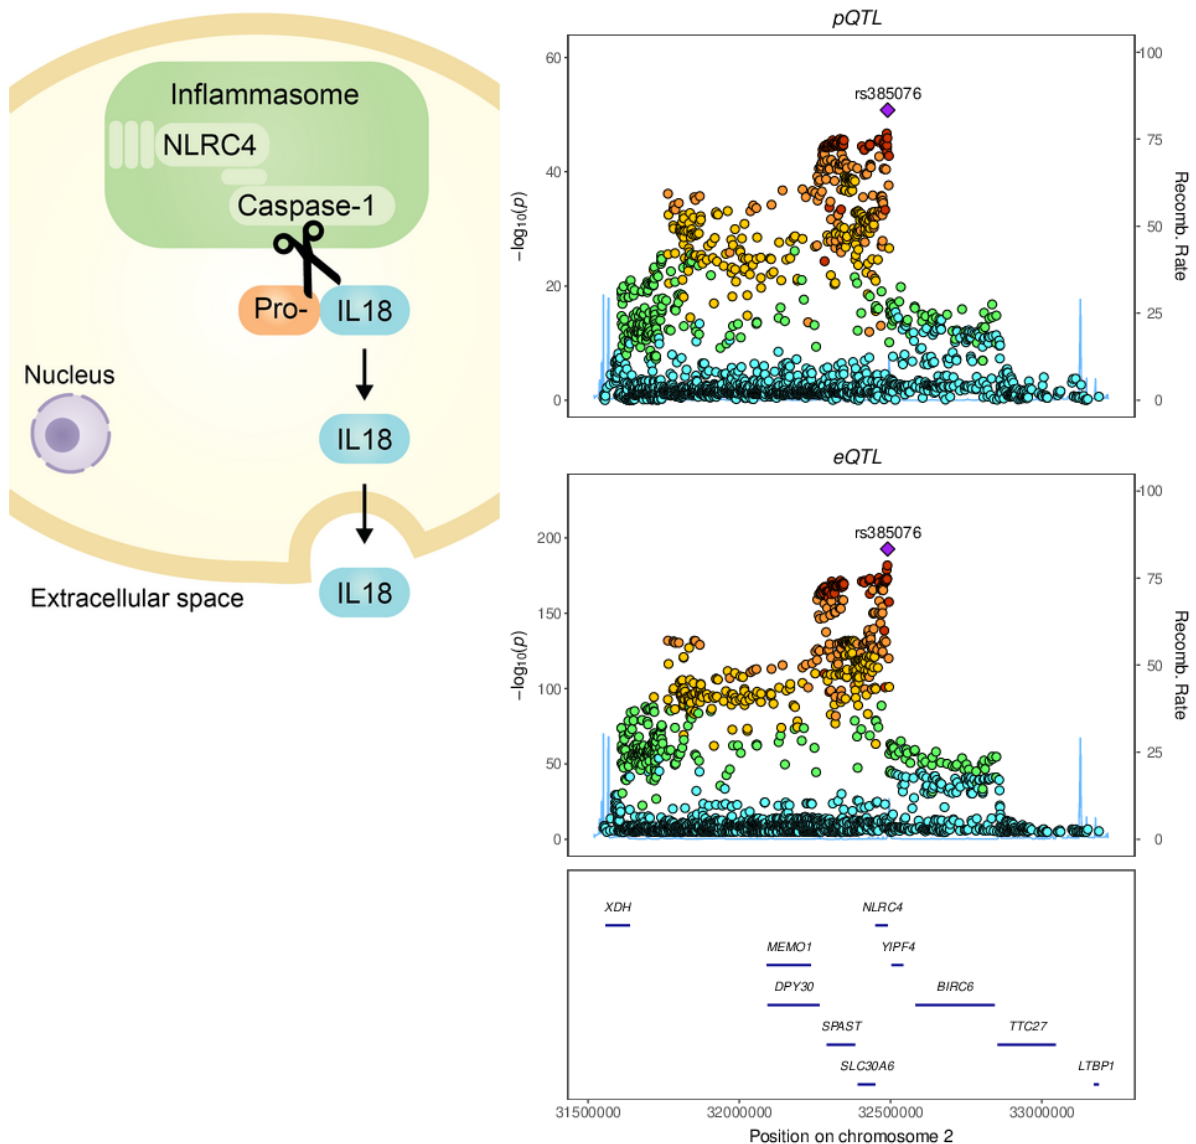 Inflammasome
NLRC4
Caspase-1
Pro-
IL18
Nucleus
IL18
IL18
Extracellular space
pQTL
60
40
20
0
−log10(p)
rs385076
100
75
50
25
0
Recomb. Rate
eQTL
200
150
100
50
0
−log10(p)
rs385076
100
75
50
25
0
Recomb. Rate
XDH
NLRC4
MEMO1
YIPF4
DPY30
BIRC6
SPAST
TTC27
SLC30A6
LTBP1
31500000 32000000 32500000 33000000
Position on chromosome 2